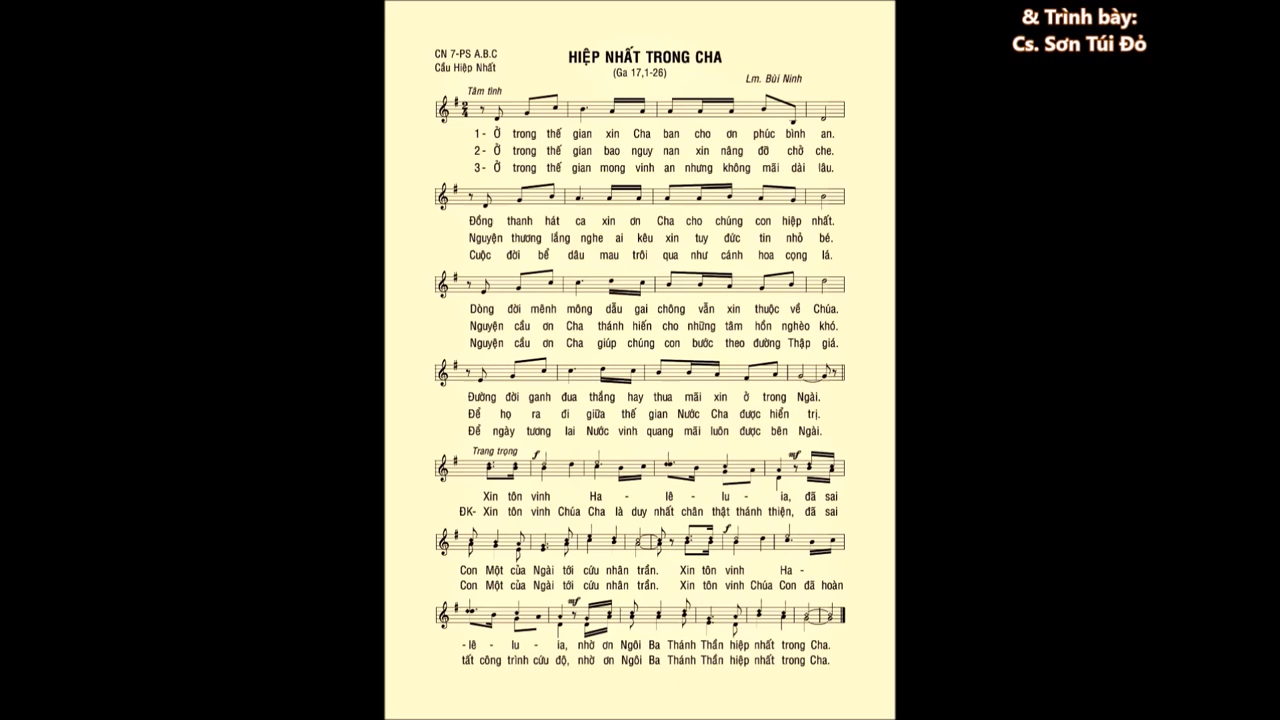 & Trình bày:
Cs. Sơn Túi Đỏ
CN 7-PS A.B.C
Cầu Hiệp Nhất
HIỆP NHẤT TRONG CHA
(Ga 17,1-26)
Lm. Bùi Ninh
Tâm tình
1- Ở trong thế gian xin Cha ban cho ơn phúc bình an.
2- Ở trong thế gian bao nguy nan xin nâng đỡ chở che.
3- Ở trong thế gian mong vinh an nhưng không mãi dài lâu.
Đồng thanh hát ca xin ơn Cha cho chúng con hiệp nhất.
Nguyện thương lắng nghe ai kêu xin tuy đức tin nhỏ bé.
Cuộc đời bể dâu mau trôi qua như cánh hoa cọng lá.
Dòng đời mênh mông dẫu gai chông vẫn xin thuộc về Chúa.
Nguyện cầu ơn Cha thánh hiến cho những tâm hồn nghèo khó.
Nguyện cầu ơn Cha giúp chúng con bước theo đường Thập giá.
Đường đời ganh đua thắng hay thua mãi xin ở trong Ngài.
Để họ ra đi giữa thế gian Nước Cha được hiển trị.
Để ngày tương lai Nước vinh quang mãi luôn được bên Ngài.
Trang trọng f mf
Xin tôn vinh Ha - lê - lu - ia, đã sai
ĐK- Xin tôn vinh Chúa Cha là duy nhất chân thật thánh thiện, đã sai
f
Con Một của Ngài tới cứu nhân trần. Xin tôn vinh Ha -
Con Một của Ngài tới cứu nhân trần. Xin tôn vinh Chúa Con đã hoàn
mf
- lê - lu - ia, nhờ ơn Ngôi Ba Thánh Thần hiệp nhất trong Cha.
tất công trình cứu độ, nhờ ơn Ngôi Ba Thánh Thần hiệp nhất trong Cha.